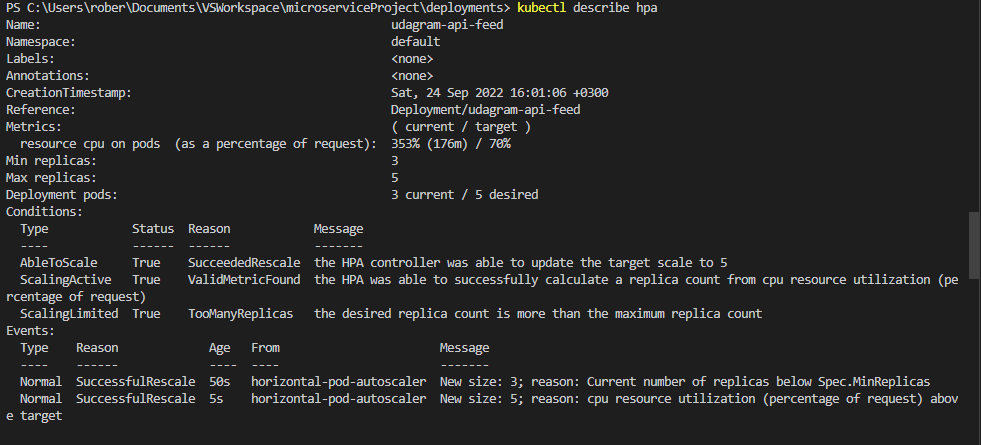 PS C:\Users\rober\Documents\VSWorkspace\microserviceProject\deployments> kubectl describe hpa
Name: udagram-api-feed
Namespace: default
Labels: <none>
Annotations: <none>
CreationTimestamp: Sat, 24 Sep 2022 16:01:06 +0300
Reference: Deployment/udagram-api-feed
Metrics: ( current / target )
resource cpu on pods (as a percentage of request): 353% (176m) / 70%
Min replicas: 3
Max replicas: 5
Deployment pods: 3 current / 5 desired
Conditions:
Type Status Reason Message
---- ------ ------ -------
AbleToScale True SucceededRescale the HPA controller was able to update the target scale to 5
ScalingActive True ValidMetricFound the HPA was able to successfully calculate a replica count from cpu resource utilization (pe
rcentage of request)
ScalingLimited True TooManyReplicas the desired replica count is more than the maximum replica count
Events:
Type Reason Age From Message
---- ------ ---- ---- -------
Normal SuccessfulRescale 50s horizontal-pod-autoscaler New size: 3; reason: Current number of replicas below Spec.MinReplicas
Normal SuccessfulRescale 5s horizontal-pod-autoscaler New size: 5; reason: cpu resource utilization (percentage of request) abov
e target